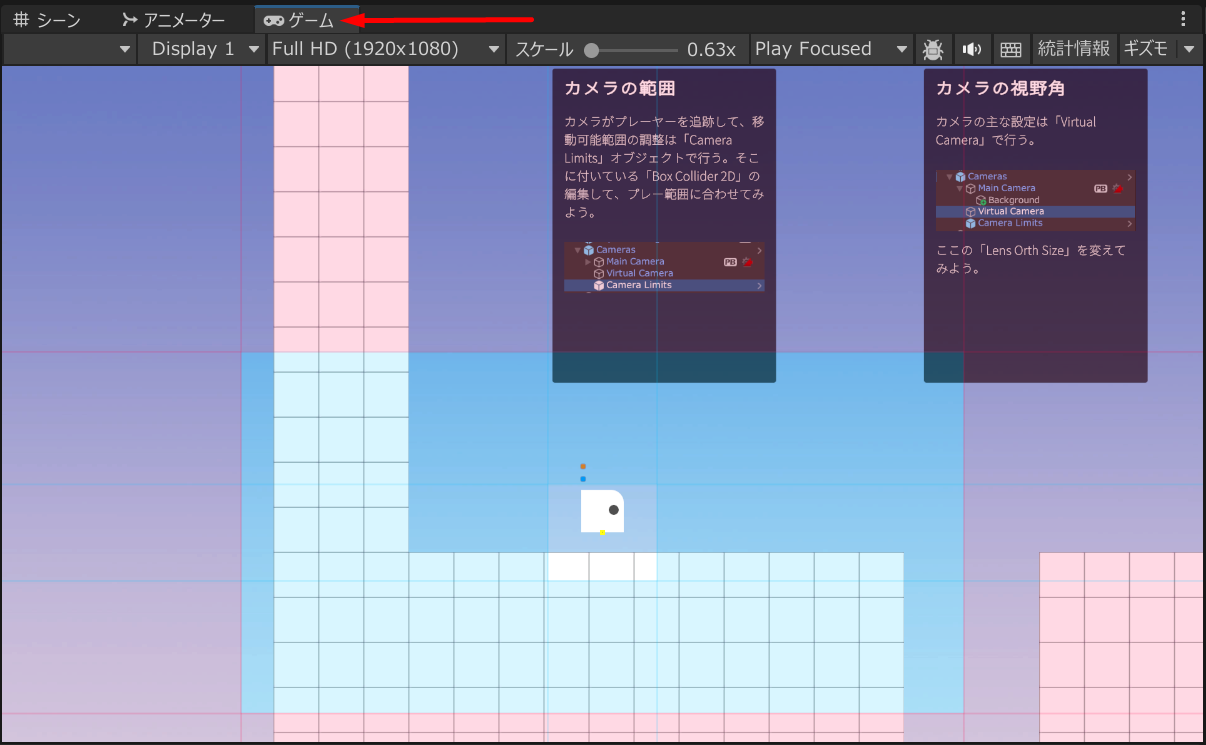 シーン アニメーター ゲーム
Display 1 Full HD (1920x1080) スケール 0.63x Play Focused 統計情報 ギズモ
カメラの範囲
カメラがプレーヤーを追跡して、移
動可能範囲の調整は「Camera
Limits」オブジェクトで行う。そこ
に付いている「Box Collider 2D」の
編集して、プレー範囲に合わせてみ
よう。
Cameras
Main Camera PB
Virtual Camera
Camera Limits
カメラの視野角
カメラの主な設定は「Virtual
Camera」で行う。
Cameras
Main Camera PB
Background
Virtual Camera
Camera Limits
ここの「Lens Orth Size」を変えて
みよう。